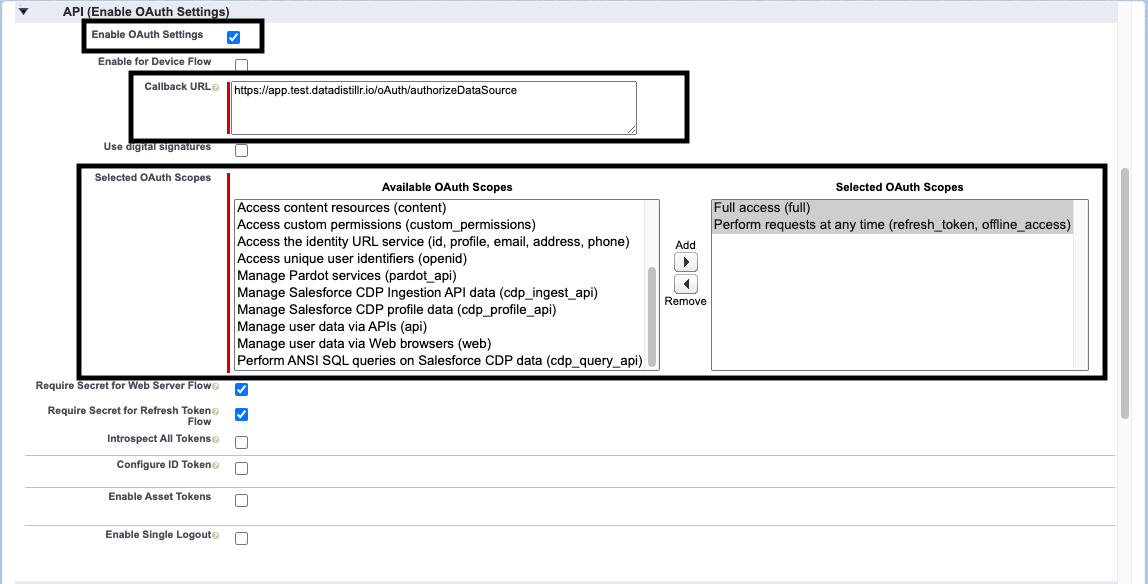 API (Enable OAuth Settings)
Enable OAuth Settings
Enable for Device Flow
Callback URL
https://app.test.datadistillr.io/oAuth/authorizeDataSource
Use digital signatures
Selected OAuth Scopes
Available OAuth Scopes
Access content resources (content)
Access custom permissions (custom_permissions)
Access the identity URL service (id, profile, email, address, phone)
Access unique user identifiers (openid)
Manage Pardot services (pardot_api)
Manage Salesforce CDP Ingestion API data (cdp_ingest_api)
Manage Salesforce CDP profile data (cdp_profile_api)
Manage user data via APIs (api)
Manage user data via Web browsers (web)
Perform ANSI SQL queries on Salesforce CDP data (cdp_query_api)
Add
Remove
Selected OAuth Scopes
Full access (full)
Perform requests at any time (refresh_token, offline_access)
Require Secret for Web Server Flow
Require Secret for Refresh Token
Flow
Introspect All Tokens
Configure ID Token
Enable Asset Tokens
Enable Single Logout